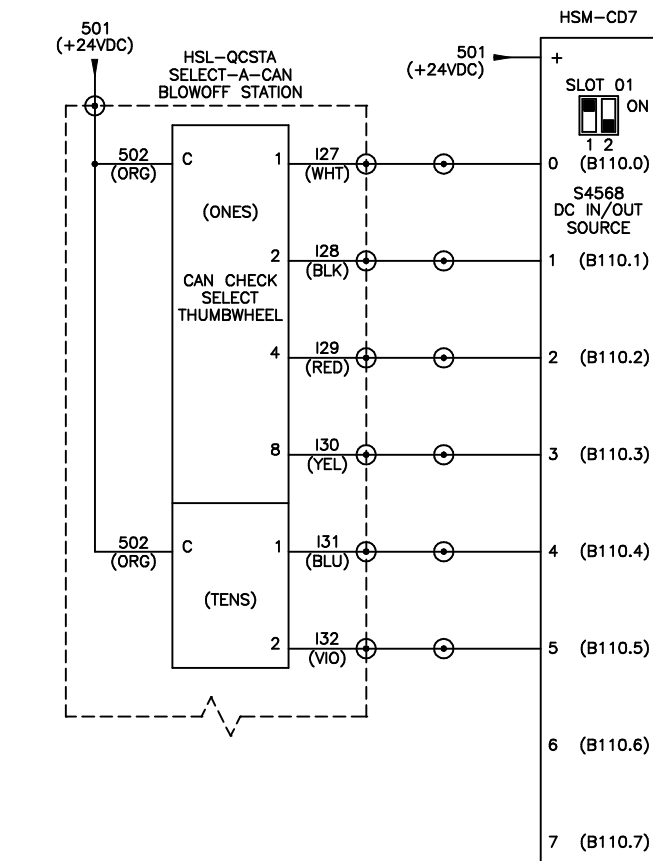 HSM-CD7
501
(+24VDC)
HSL-QCSTA
SELECT-A-CAN
BLOWOFF STATION
501
(+24VDC)
+
SLOT 01
ON
1 2
502
(ORG)
C
1
I27
(WHT)
0 (B110.0)
(ONES)
S4568
DC IN/OUT
SOURCE
2
I28
(BLK)
1 (B110.1)
CAN CHECK
SELECT
THUMBWHEEL
4
I29
(RED)
2 (B110.2)
8
I30
(YEL)
3 (B110.3)
502
(ORG)
C
1
I31
(BLU)
4 (B110.4)
(TENS)
2
I32
(VIO)
5 (B110.5)
6 (B110.6)
7 (B110.7)